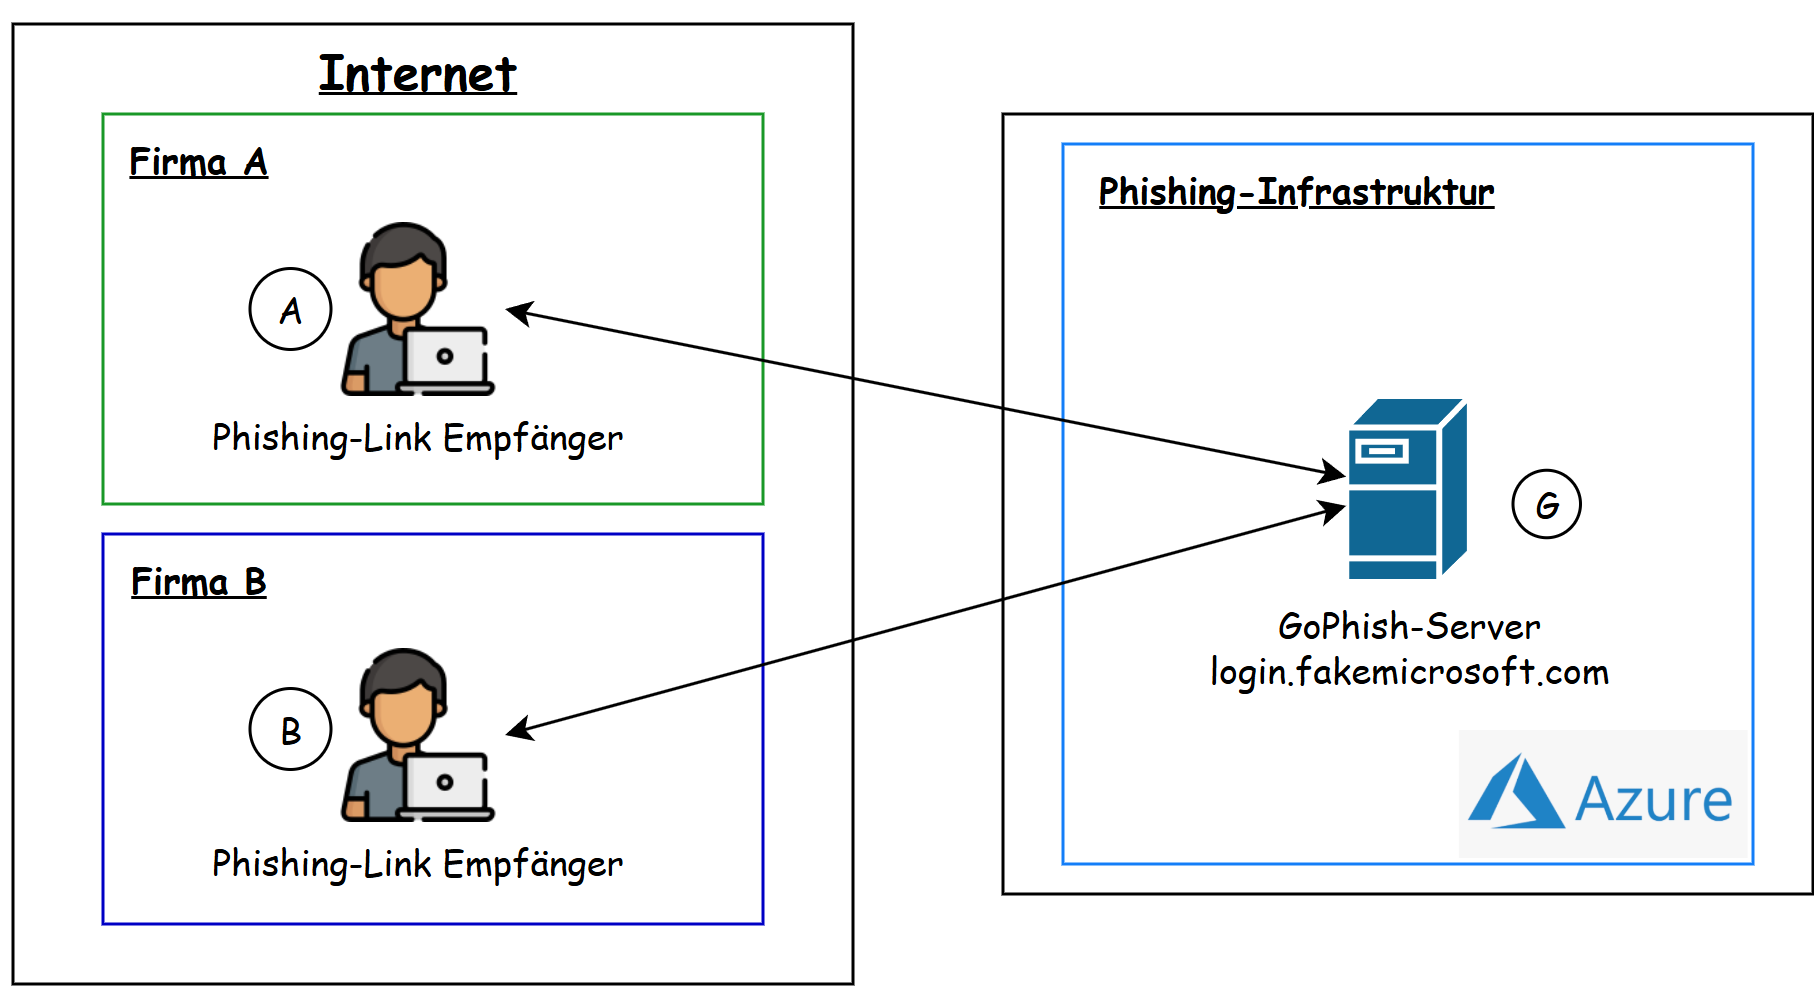 Internet
Firma A
A
Phishing-Link Empfänger
Firma B
B
Phishing-Link Empfänger
Phishing-Infrastruktur
G
GoPhish-Server
login.fakemicrosoft.com
Azure